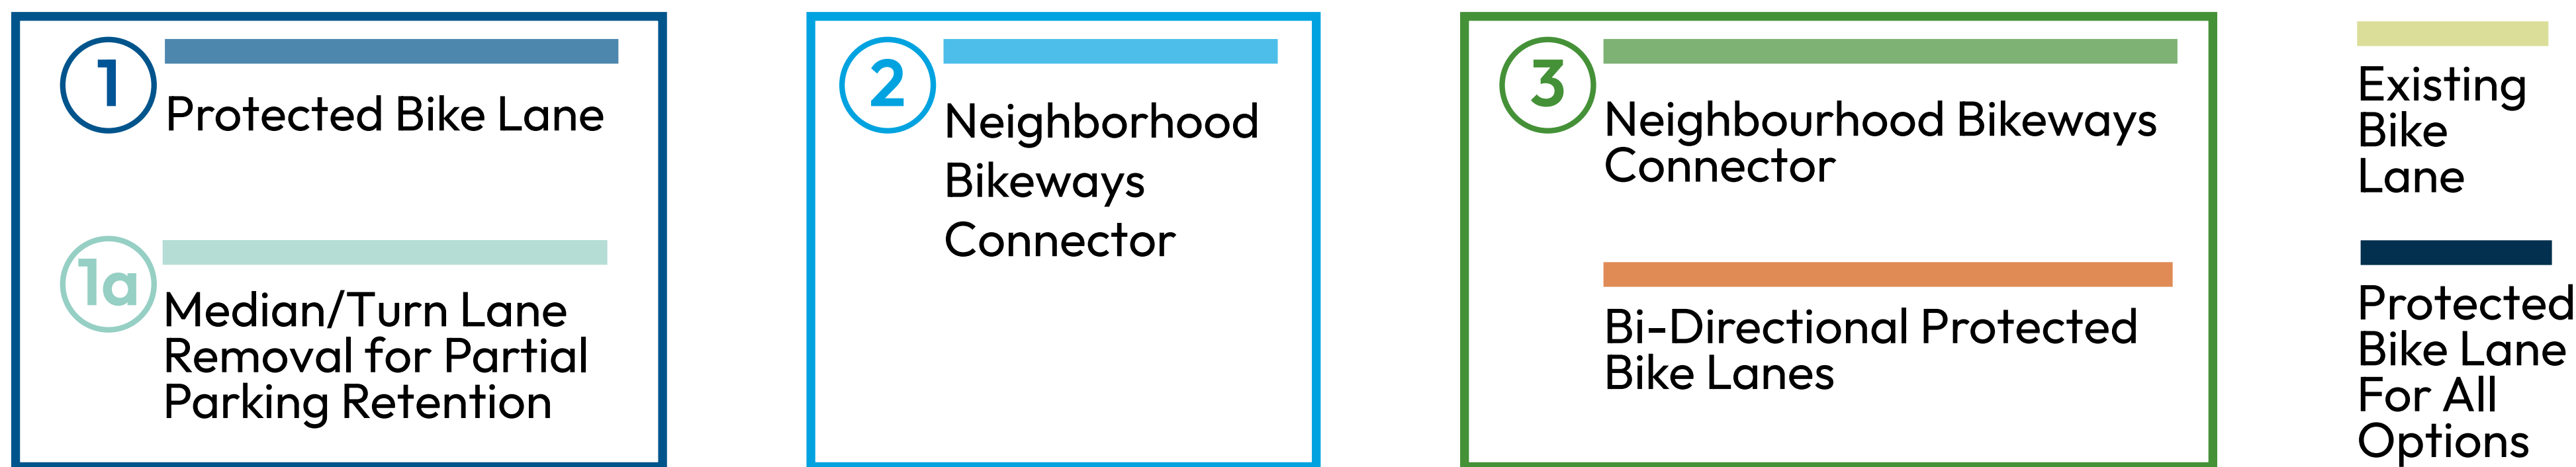 1
Protected Bike Lane
1a
Median/Turn Lane
Removal for Partial
Parking Retention
2
Neighborhood
Bikeways
Connector
3
Neighbourhood Bikeways
Connector
Bi-Directional Protected
Bike Lanes
Existing
Bike
Lane
Protected
Bike Lane
For All
Options